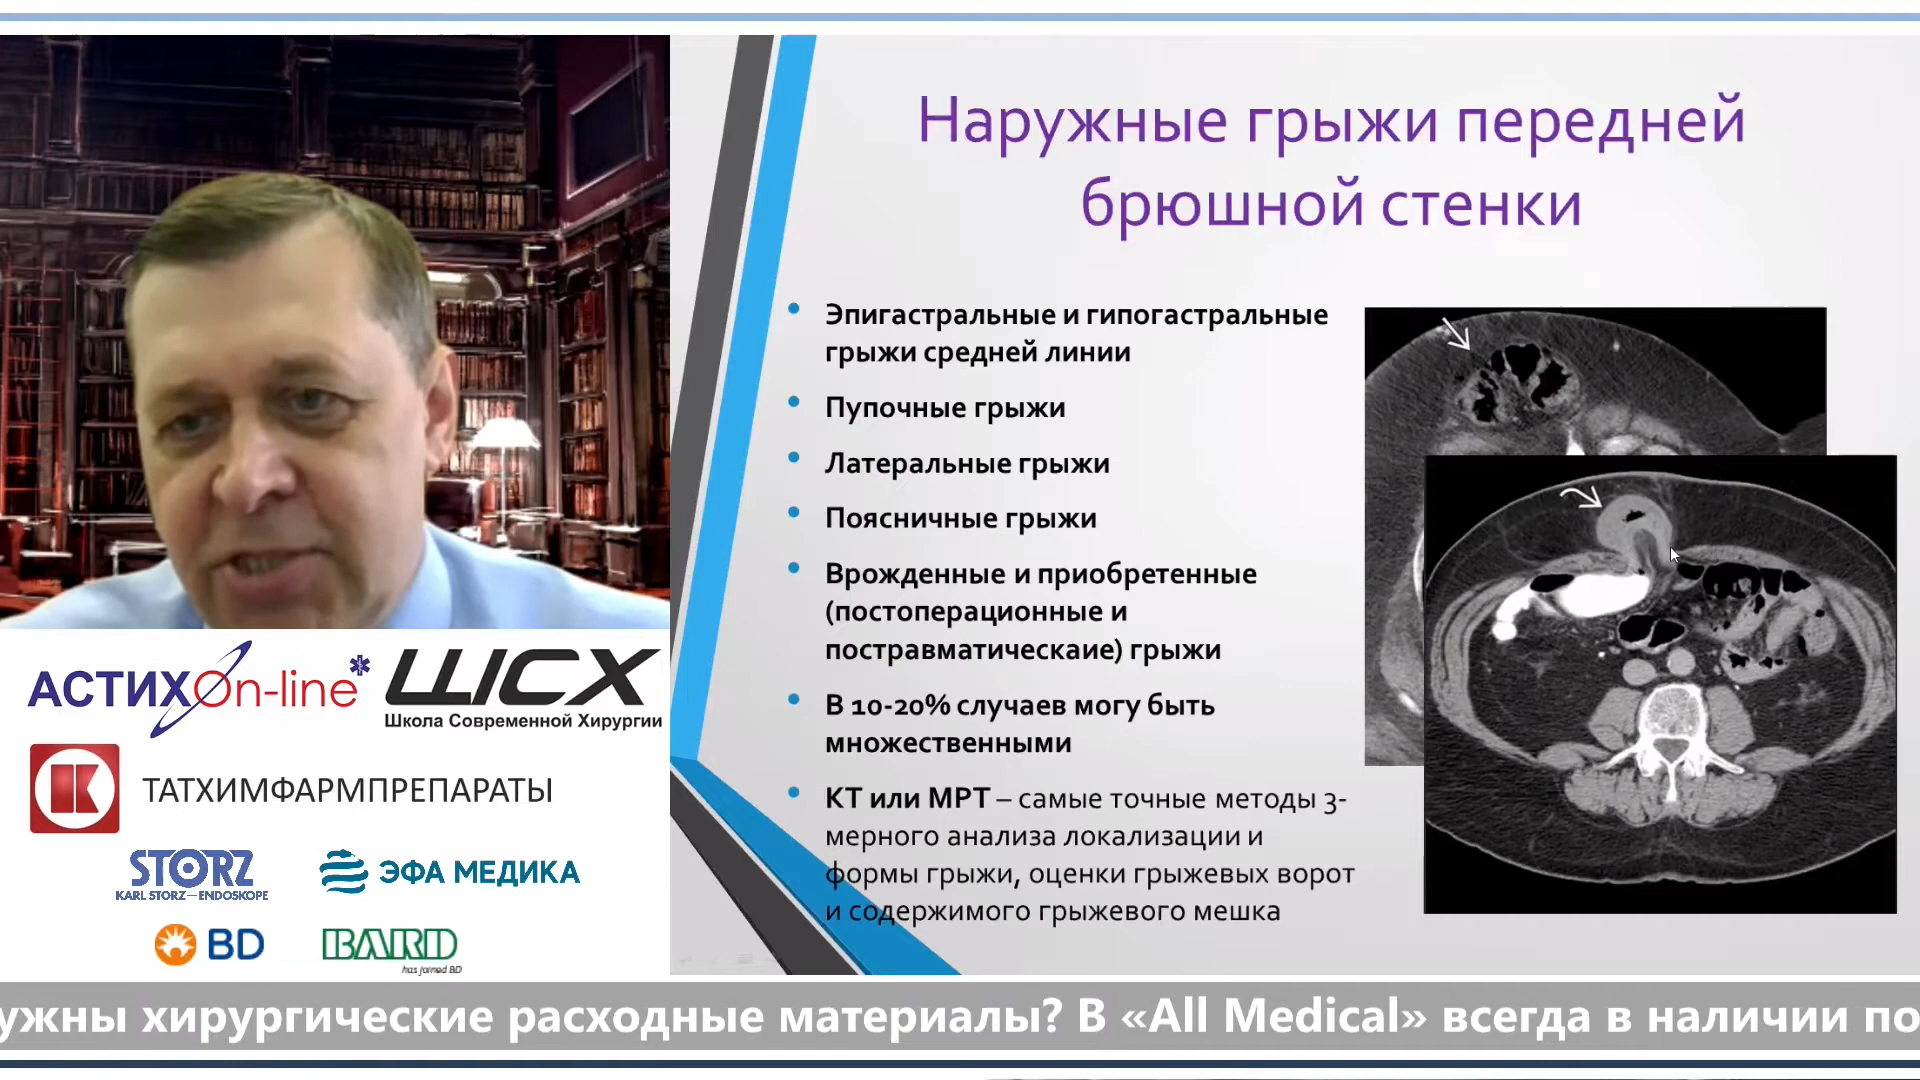 Наружные грыжи передней
брюшной стенки
Эпигастральные и гипогастральные
грыжи средней линии
Пупочные грыжи
Латеральные грыжи
Поясничные грыжи
Врожденные и приобретенные
(постоперационные и
постравматическаие) грыжи
В 10-20% случаев могу быть
множественными
КТ или МРТ – самые точные методы 3-
мерного анализа локализации и
формы грыжи, оценки грыжевых ворот
и содержимого грыжевого мешка
АСТИХ On-line
ШСХ
Школа Современной Хирургии
ТАТХИМФАРМПРЕПАРАТЫ
STORZ
KARL STORZ—ENDOSKOPE
ЭФА МЕДИКА
BD
BARD
has joined BD
ужны хирургические расходные материалы? В «All Medical» всегда в наличии по